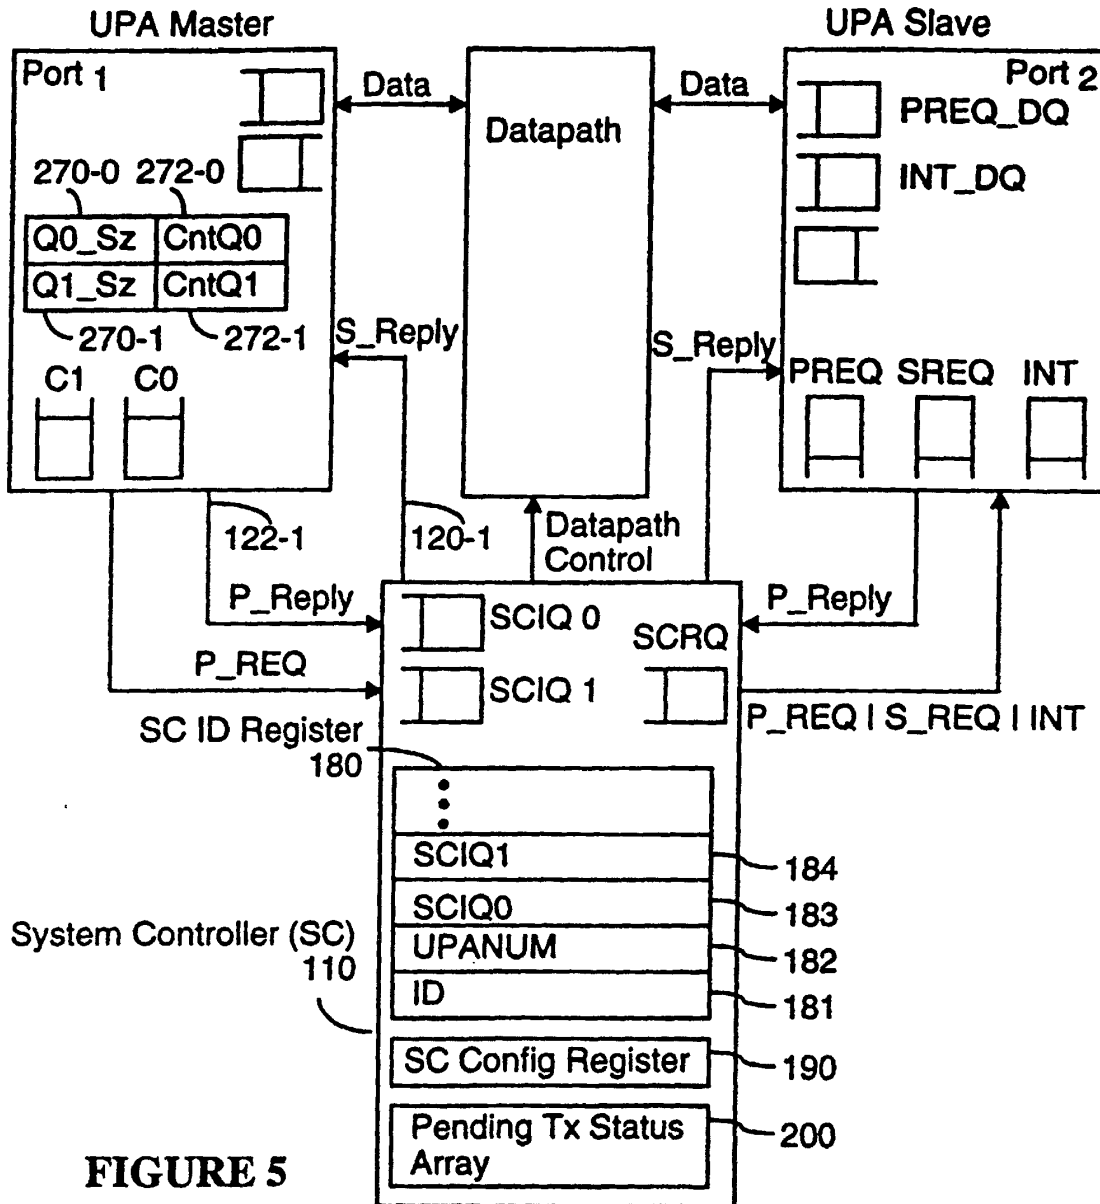 UPA Master
UPA Slave
Port 1
Data
Datapath
Data
Port 2
PREQ_DQ
INT_DQ
270-0 272-0
Q0_Sz CntQ0
Q1_Sz CntQ1
270-1 272-1
S_Reply
S_Reply
C1 C0
PREQ SREQ INT
122-1
120-1
Datapath
Control
P_Reply
P_REQ
SCIQ 0
SCIQ 1
SCRQ
P_Reply
P_REQ I S_REQ I INT
SC ID Register
180
SCIQ1
184
SCIQ0
183
UPANUM
182
ID
181
System Controller (SC)
110
SC Config Register
190
Pending Tx Status
Array
200
FIGURE 5